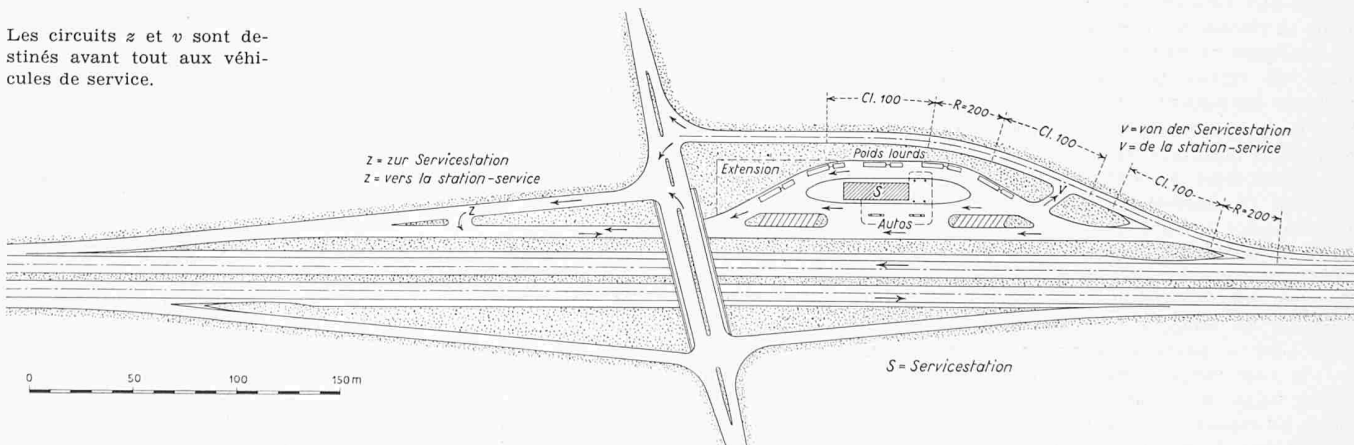 Les circuits z et v sont de-
stinés avant tout aux véhi-
cules de service.
Cl. 100
R=200
Cl. 100
v = von der Servicestation
v = de la station-service
Cl. 100
R=200
z = zur Servicestation
z = vers la station-service
Extension
Poids lourds
S
v
z
Autos
S = Servicestation
0 50 100 150 m